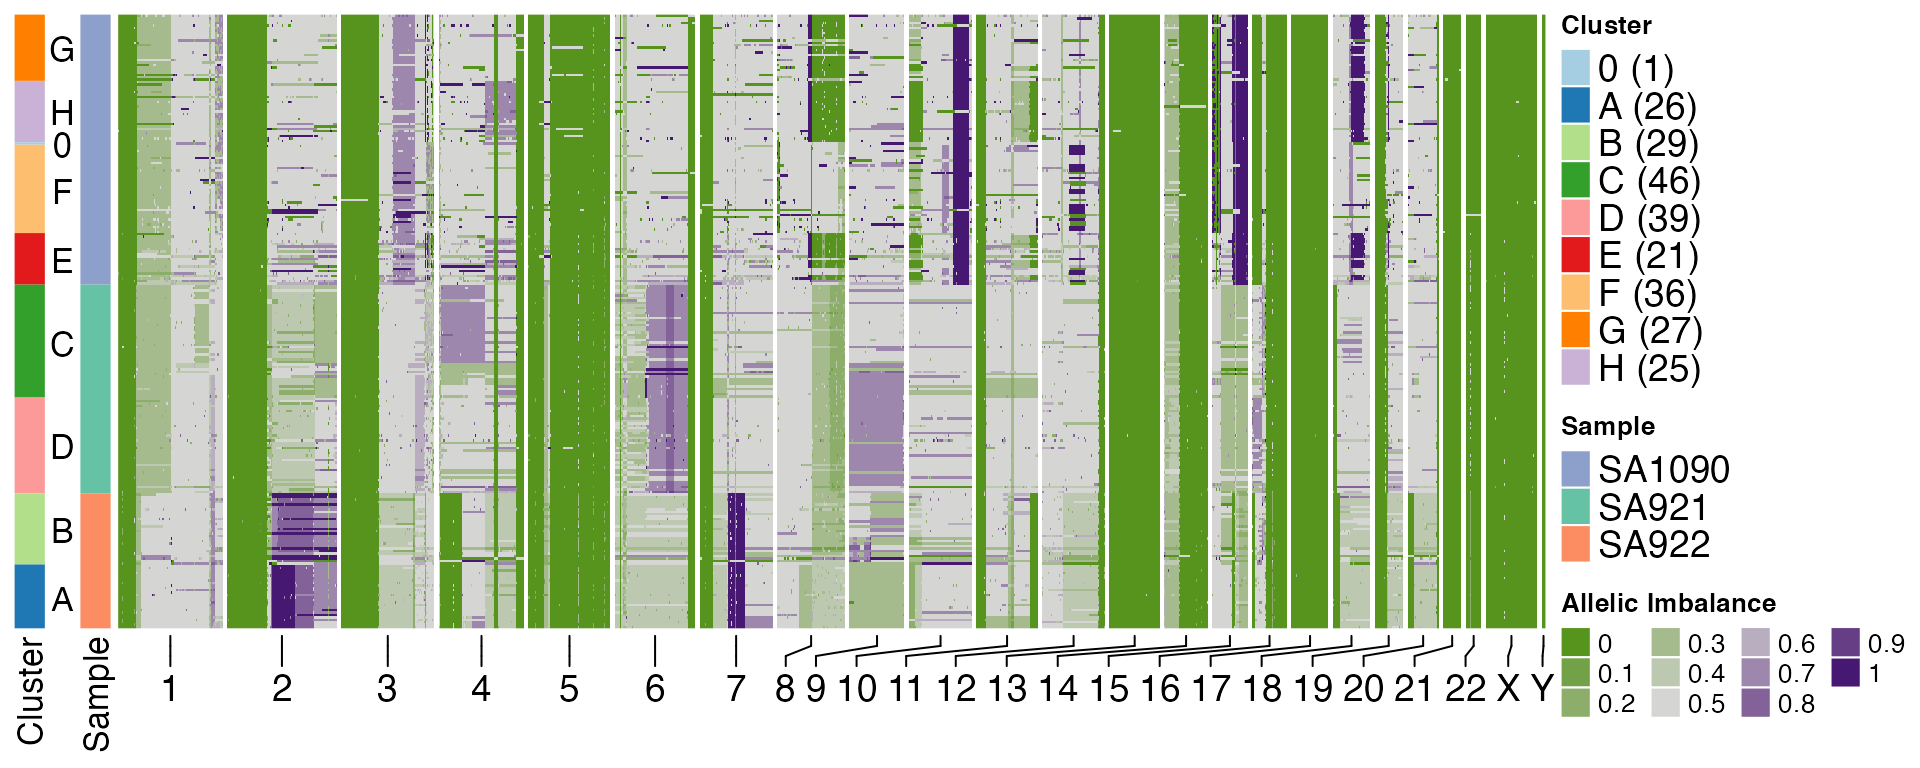 G
H
0
F
E
C
D
B
A
Cluster
Sample
1 2 3 4 5 6 7 8 9 10 11 12 13 14 15 16 17 18 19 20 21 22 X Y
Cluster
0 (1)
A (26)
B (29)
C (46)
D (39)
E (21)
F (36)
G (27)
H (25)
Sample
SA1090
SA921
SA922
Allelic Imbalance
0 0.3 0.6 0.9
0.1 0.4 0.7 1
0.2 0.5 0.8